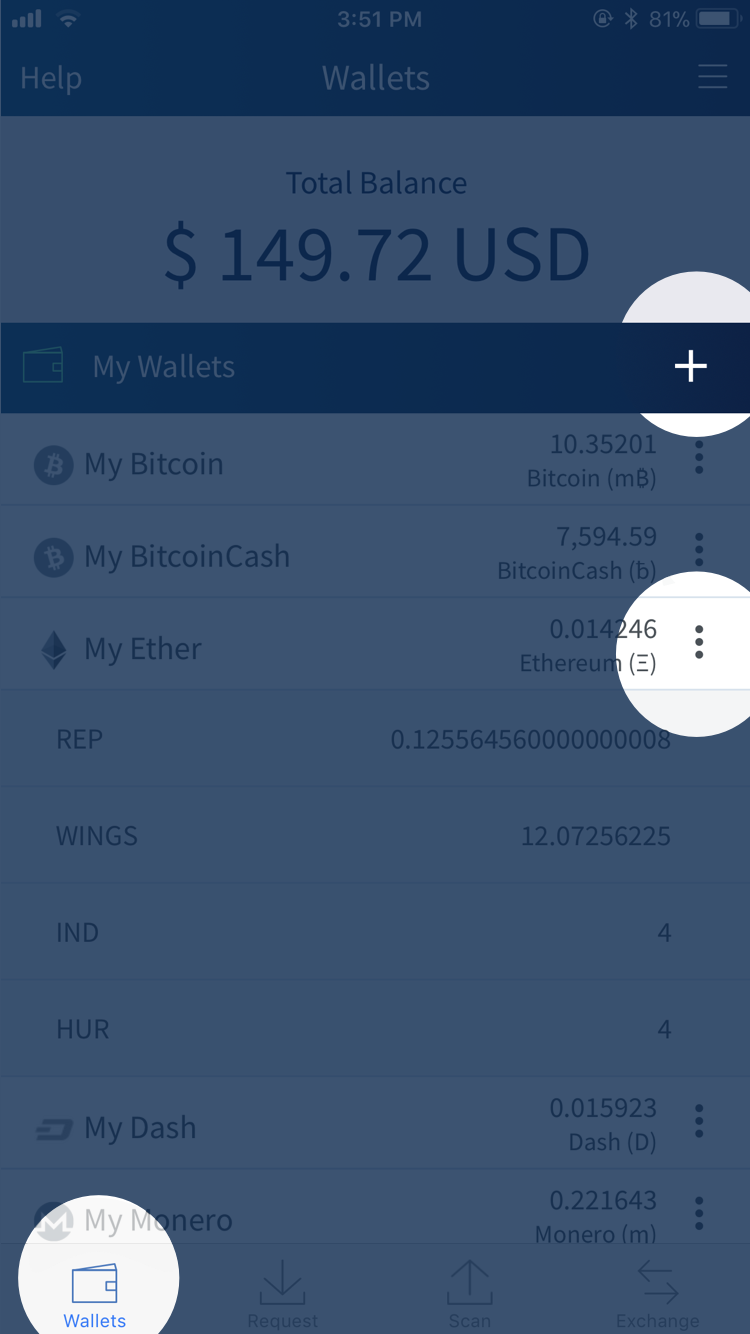 3:51 PM
81%
Help
Wallets
Total Balance
$ 149.72 USD
My Wallets
+
My Bitcoin
10.35201
Bitcoin (m₿)
My BitcoinCash
7,594.59
BitcoinCash (ƀ)
My Ether
0.014246
Ethereum (Ξ)
REP
0.125564560000000008
WINGS
12.07256225
IND
4
HUR
4
My Dash
0.015923
Dash (D)
My Monero
0.221643
Monero (m)
Wallets
Request
Scan
Exchange